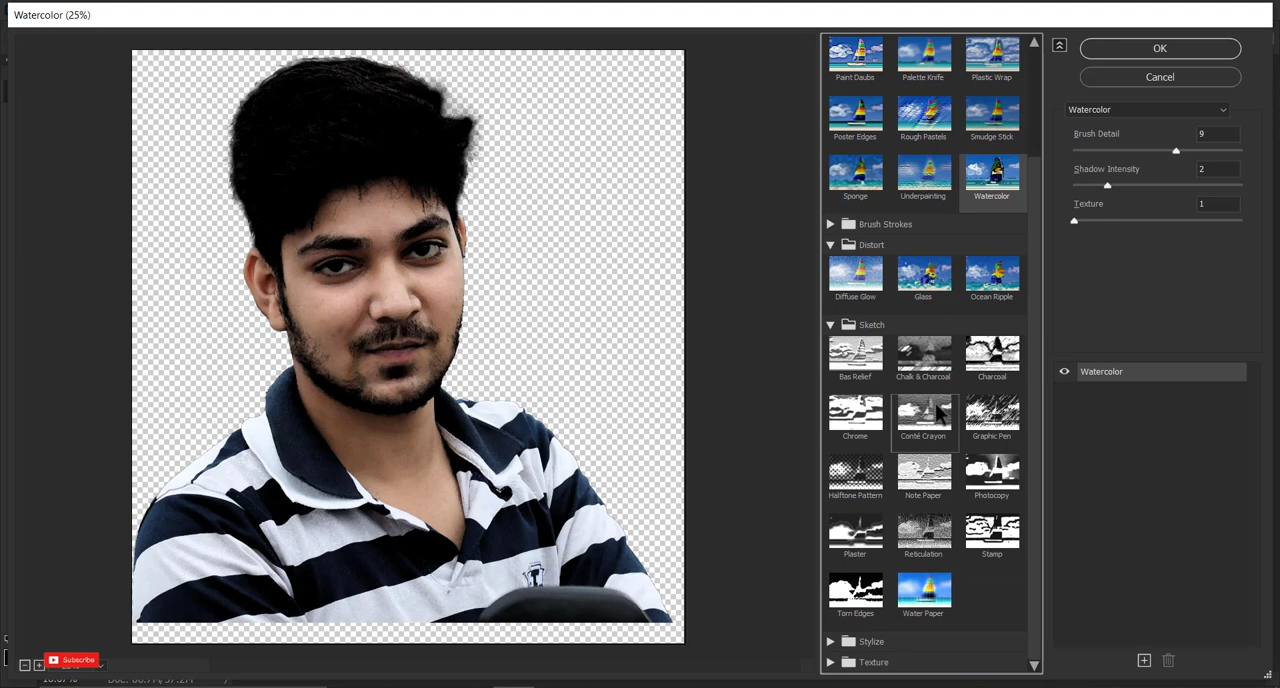 Watercolor (25%)
OK
Cancel
Watercolor
Brush Detail 9
Shadow Intensity 2
Texture 1
Paint Daubs Palette Knife Plastic Wrap
Poster Edges Rough Pastels Smudge Stick
Sponge Underpainting Watercolor
Brush Strokes
Distort
Diffuse Glow Glass Ocean Ripple
Sketch
Bas Relief Chalk & Charcoal Charcoal
Chrome Conté Crayon Graphic Pen
Halftone Pattern Note Paper Photocopy
Plaster Reticulation Stamp
Torn Edges Water Paper
Stylize
Texture
Watercolor
Subscribe